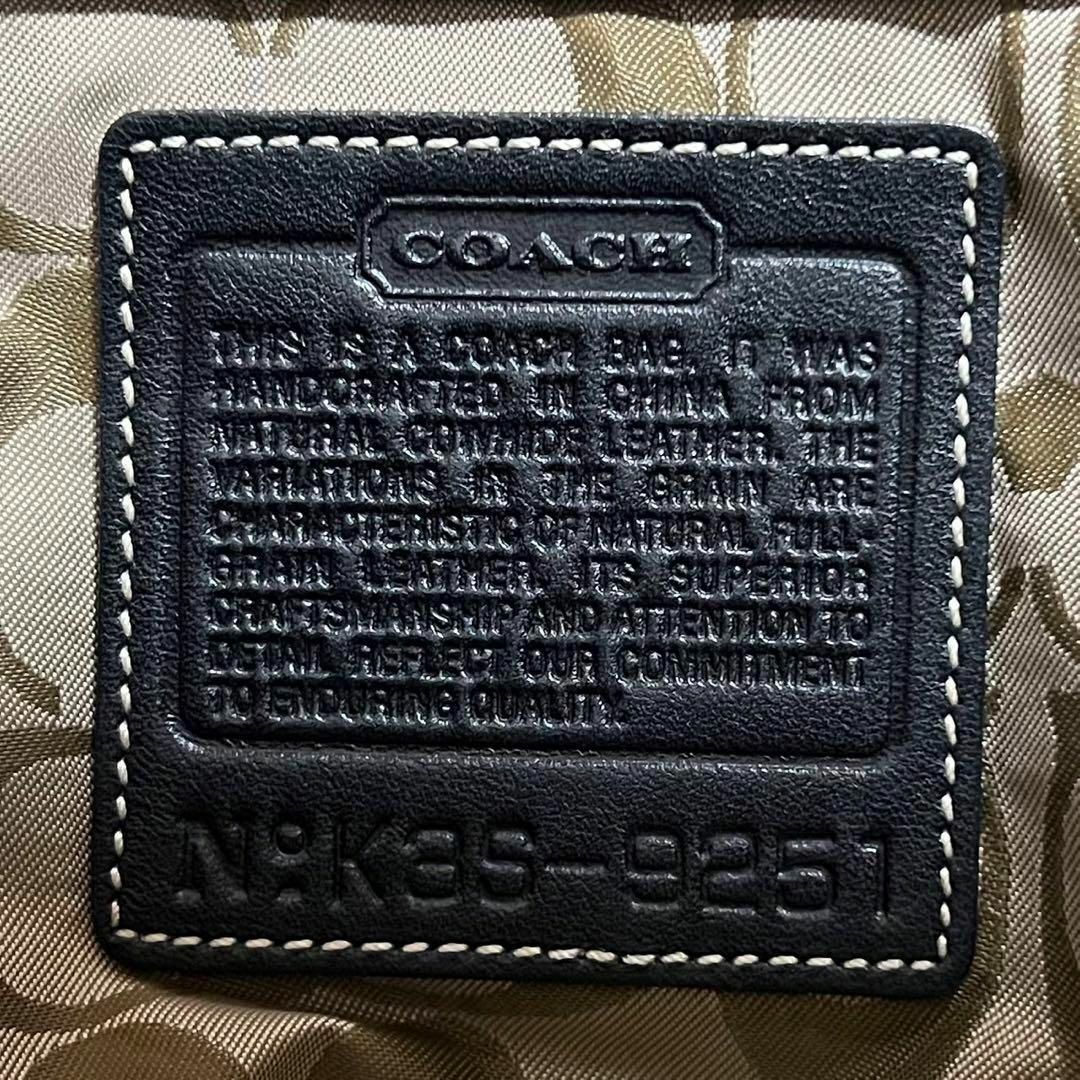 COACH
THIS IS A COACH BAG. IT WAS
HANDCRAFTED IN CHINA FROM
NATURAL COWHIDE LEATHER. THE
VARIATIONS IN THE GRAIN ARE
CHARACTERISTIC OF NATURAL FULL-
GRAIN LEATHER. ITS SUPERIOR
CRAFTSMANSHIP AND ATTENTION TO
DETAIL REFLECT OUR COMMITMENT
TO ENDURING QUALITY.
Nº K3S-9251